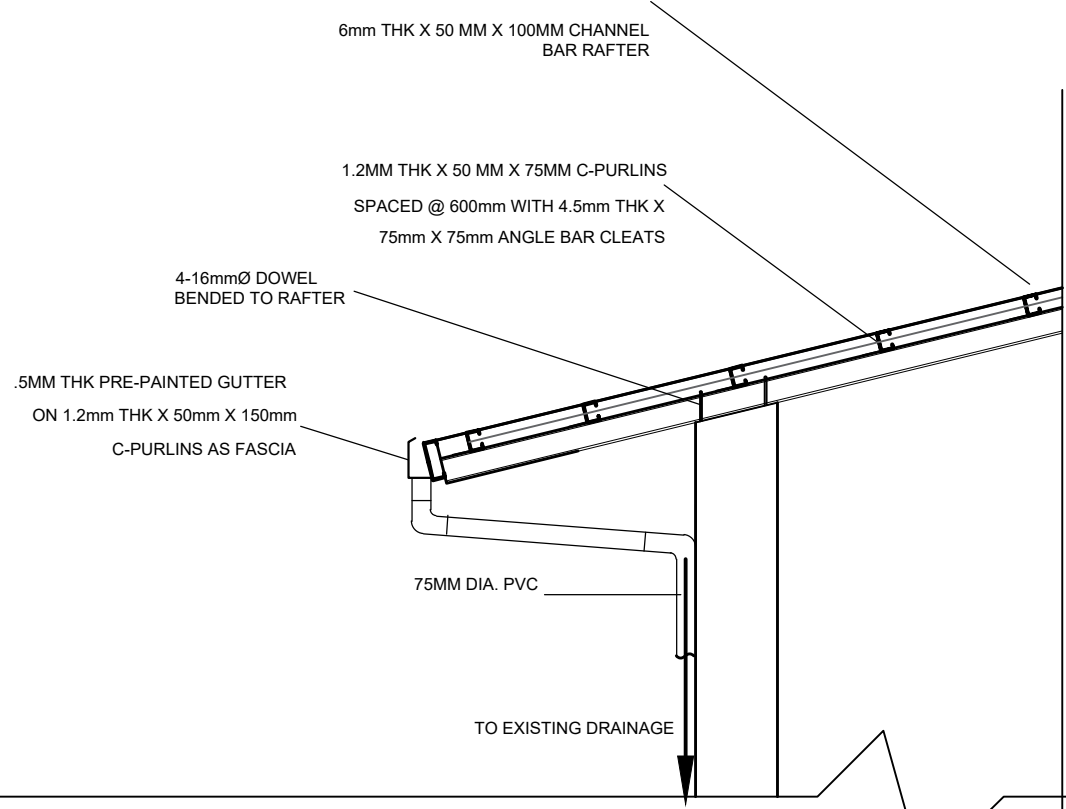 6mm THK X 50 MM X 100MM CHANNEL
BAR RAFTER
1.2MM THK X 50 MM X 75MM C-PURLINS
SPACED @ 600mm WITH 4.5mm THK X
75mm X 75mm ANGLE BAR CLEATS
4-16mmØ DOWEL
BENDED TO RAFTER
.5MM THK PRE-PAINTED GUTTER
ON 1.2mm THK X 50mm X 150mm
C-PURLINS AS FASCIA
75MM DIA. PVC
TO EXISTING DRAINAGE